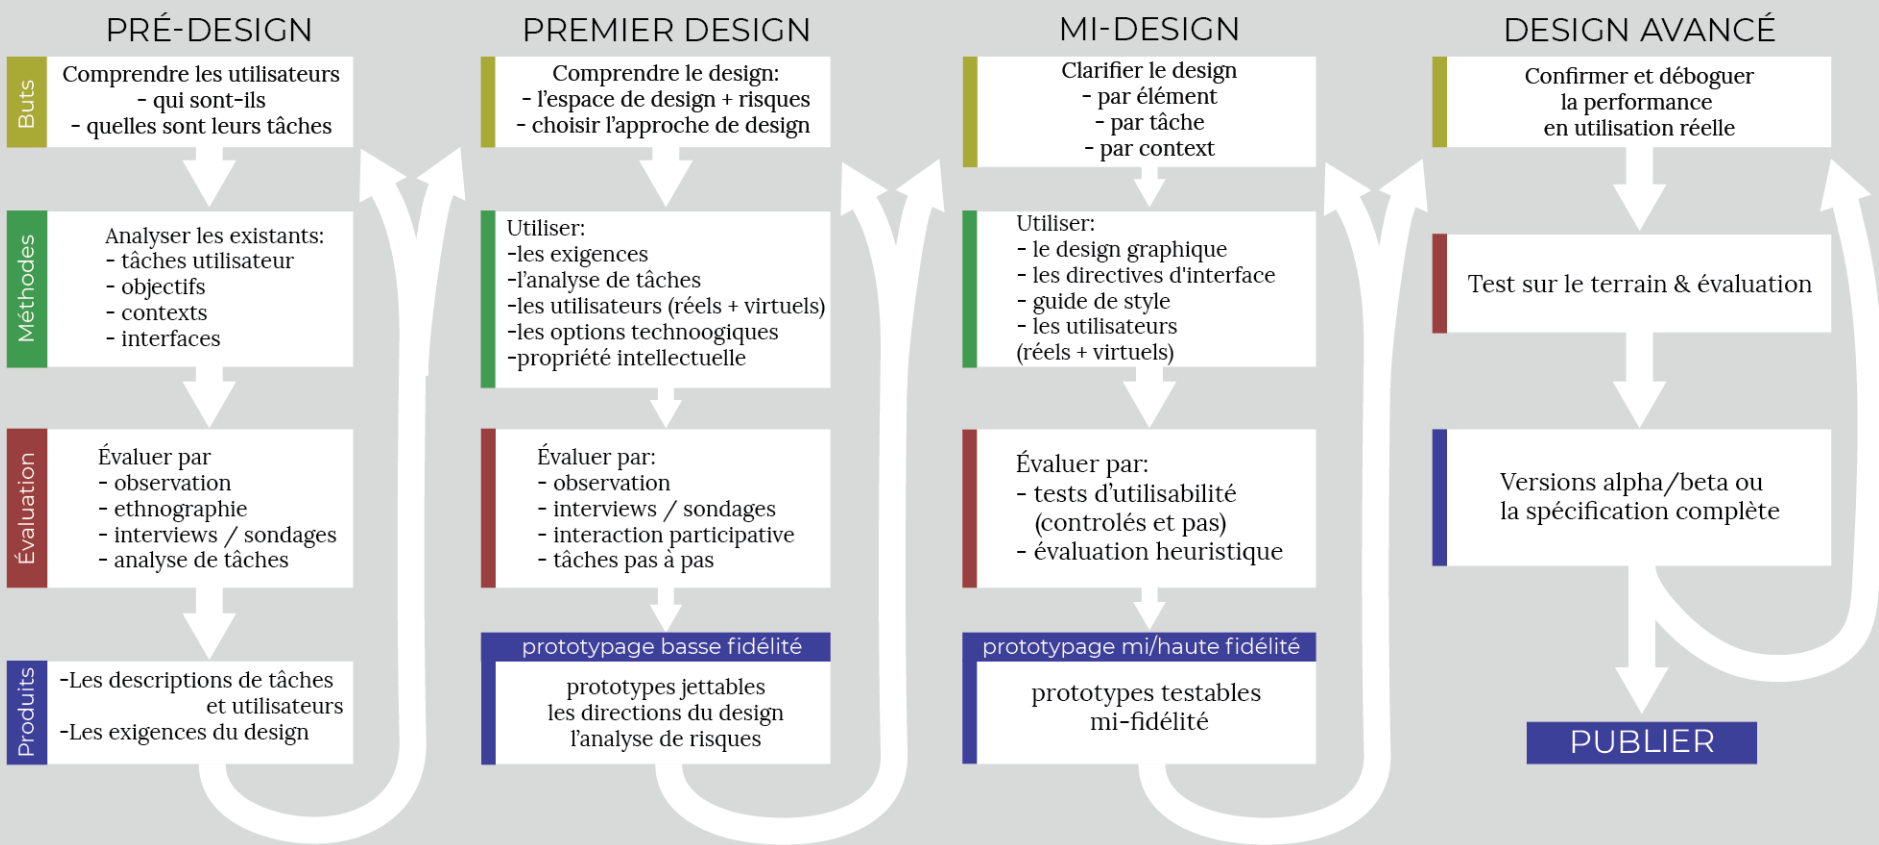 PRÉ-DESIGN
Buts
Comprendre les utilisateurs
- qui sont-ils
- quelles sont leurs tâches
Méthodes
Analyser les existants:
- tâches utilisateur
- objectifs
- contexts
- interfaces
Évaluation
Évaluer par
- observation
- ethnographie
- interviews / sondages
- analyse de tâches
Produits
-Les descriptions de tâches
et utilisateurs
-Les exigences du design
PREMIER DESIGN
Comprendre le design:
- l'espace de design + risques
- choisir l'approche de design
Utiliser:
-les exigences
-l'analyse de tâches
-les utilisateurs (réels + virtuels)
-les options technoogiques
-propriété intellectuelle
Évaluer par:
- observation
- interviews / sondages
- interaction participative
- tâches pas à pas
prototypage basse fidélité
prototypes jettables
les directions du design
l'analyse de risques
MI-DESIGN
Clarifier le design
- par élément
- par tâche
- par context
Utiliser:
- le design graphique
- les directives d'interface
- guide de style
- les utilisateurs
(réels + virtuels)
Évaluer par:
- tests d'utilisabilité
(controlés et pas)
- évaluation heuristique
prototypage mi/haute fidélité
prototypes testables
mi-fidélité
DESIGN AVANCÉ
Confirmer et déboguer
la performance
en utilisation réelle
Test sur le terrain & évaluation
Versions alpha/beta ou
la spécification complète
PUBLIER